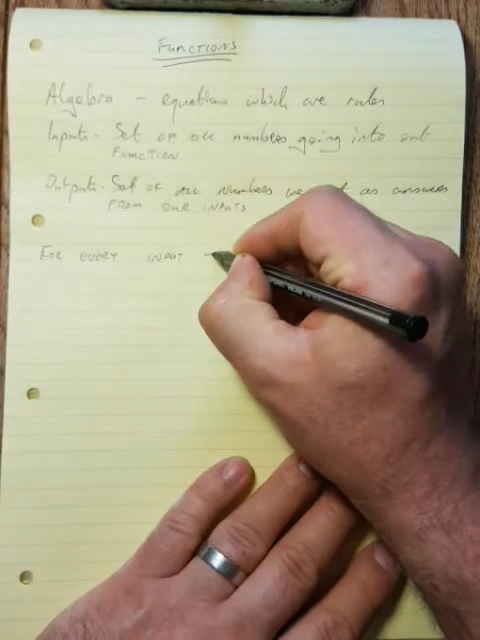 FUNCTIONS
Algebra – equations which are rules
Inputs – Set of all numbers going into out
FUNCTION
Outputs – Set of all numbers we get as answers
FROM OUR INPUTS
FOR EVERY INPUT